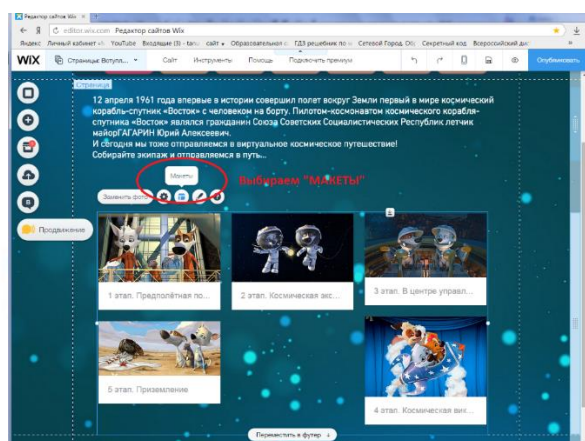 Редактор сайтов Wix
editor.wix.com Редактор сайтов Wix
Яндекс Личный кабинет YouTube Входящие сайт Образовательная ГДЗ решебник по Сетевой Город. Секретный код Всероссийский
WiX Страница: Вступл... Сайт Инструменты Помощь Подключить премиум Опубликовать
Страница
12 апреля 1961 года впервые в истории совершил полет вокруг Земли первый в мире космический
корабль-спутник «Восток» с человеком на борту. Пилотом-космонавтом космического корабля-
спутника «Восток» являлся гражданин Союза Советских Социалистических Республик летчик
майорГАГАРИН Юрий Алексеевич.
И сегодня мы тоже отправляемся в виртуальное космическое путешествие!
Собирайте экипаж и отправляемся в путь...
Макеты
Выбираем "МАКЕТЫ"
Заменить фото
Продвижение
1 этап. Предполётная по...
2 этап. Космическая экс...
3 этап. В центре управл...
5 этап. Приземление
4 этап. Космическая вик...
Переместить в футер